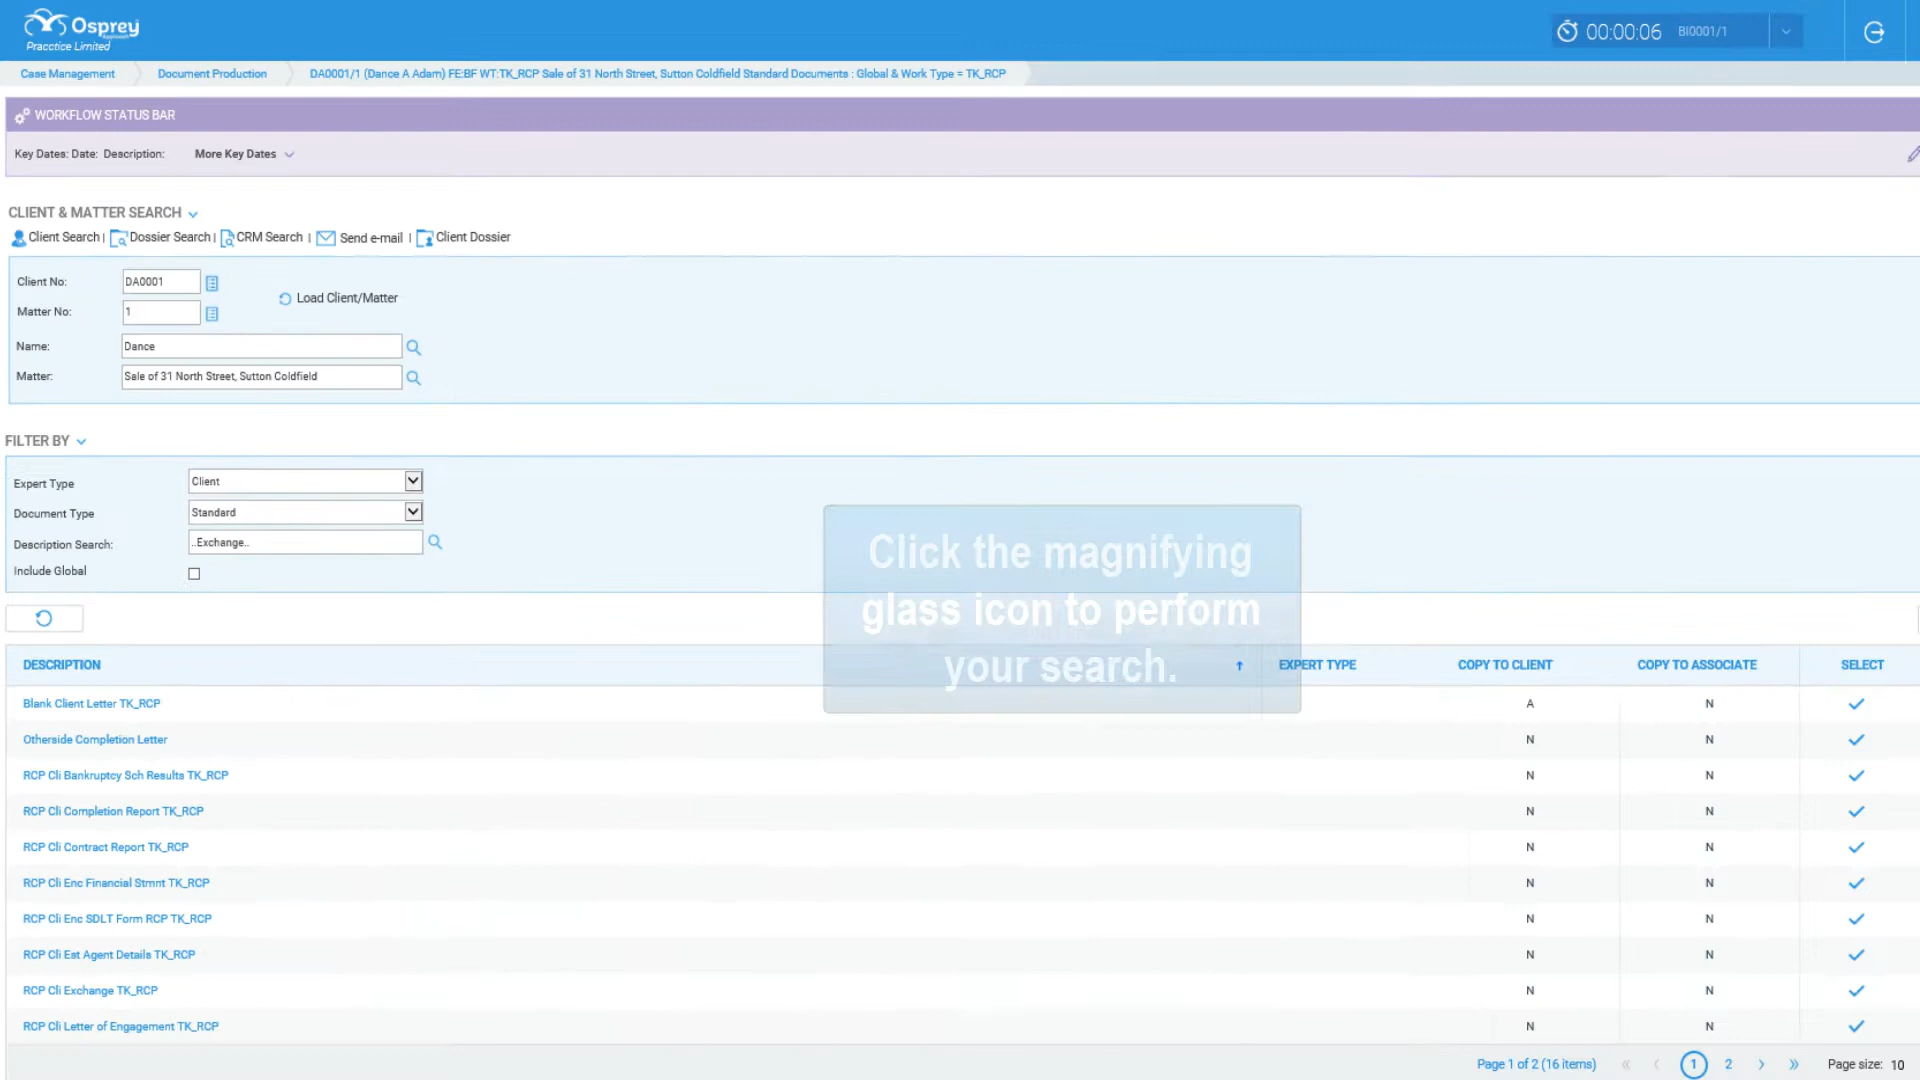 Osprey
Approach
Pracctice Limited
00:00:06 BI0001/1
Case Management Document Production DA0001/1 (Dance A Adam) FE:BF WT:TK_RCP Sale of 31 North Street, Sutton Coldfield Standard Documents : Global & Work Type = TK_RCP
WORKFLOW STATUS BAR
Key Dates: Date: Description: More Key Dates
CLIENT & MATTER SEARCH
Client Search | Dossier Search | CRM Search | Send e-mail | Client Dossier
Client No: DA0001
Load Client/Matter
Matter No: 1
Name: Dance
Matter: Sale of 31 North Street, Sutton Coldfield
FILTER BY
Expert Type Client
Document Type Standard
Description Search: ..Exchange..
Include Global
Click the magnifying
glass icon to perform
your search.
DESCRIPTION EXPERT TYPE COPY TO CLIENT COPY TO ASSOCIATE SELECT
Blank Client Letter TK_RCP A N
Otherside Completion Letter N N
RCP Cli Bankruptcy Sch Results TK_RCP N N
RCP Cli Completion Report TK_RCP N N
RCP Cli Contract Report TK_RCP N N
RCP Cli Enc Financial Stmnt TK_RCP N N
RCP Cli Enc SDLT Form RCP TK_RCP N N
RCP Cli Est Agent Details TK_RCP N N
RCP Cli Exchange TK_RCP N N
RCP Cli Letter of Engagement TK_RCP N N
Page 1 of 2 (16 items) « ‹ 1 2 › » Page size: 10